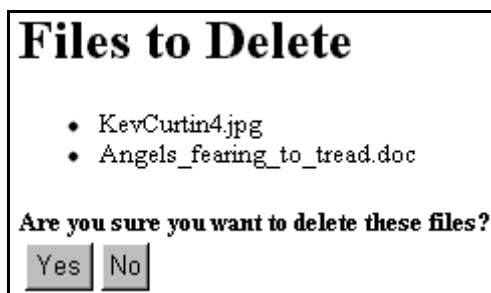 Files to Delete
• KevCurtin4.jpg
• Angels_fearing_to_tread.doc
Are you sure you want to delete these files?
Yes No